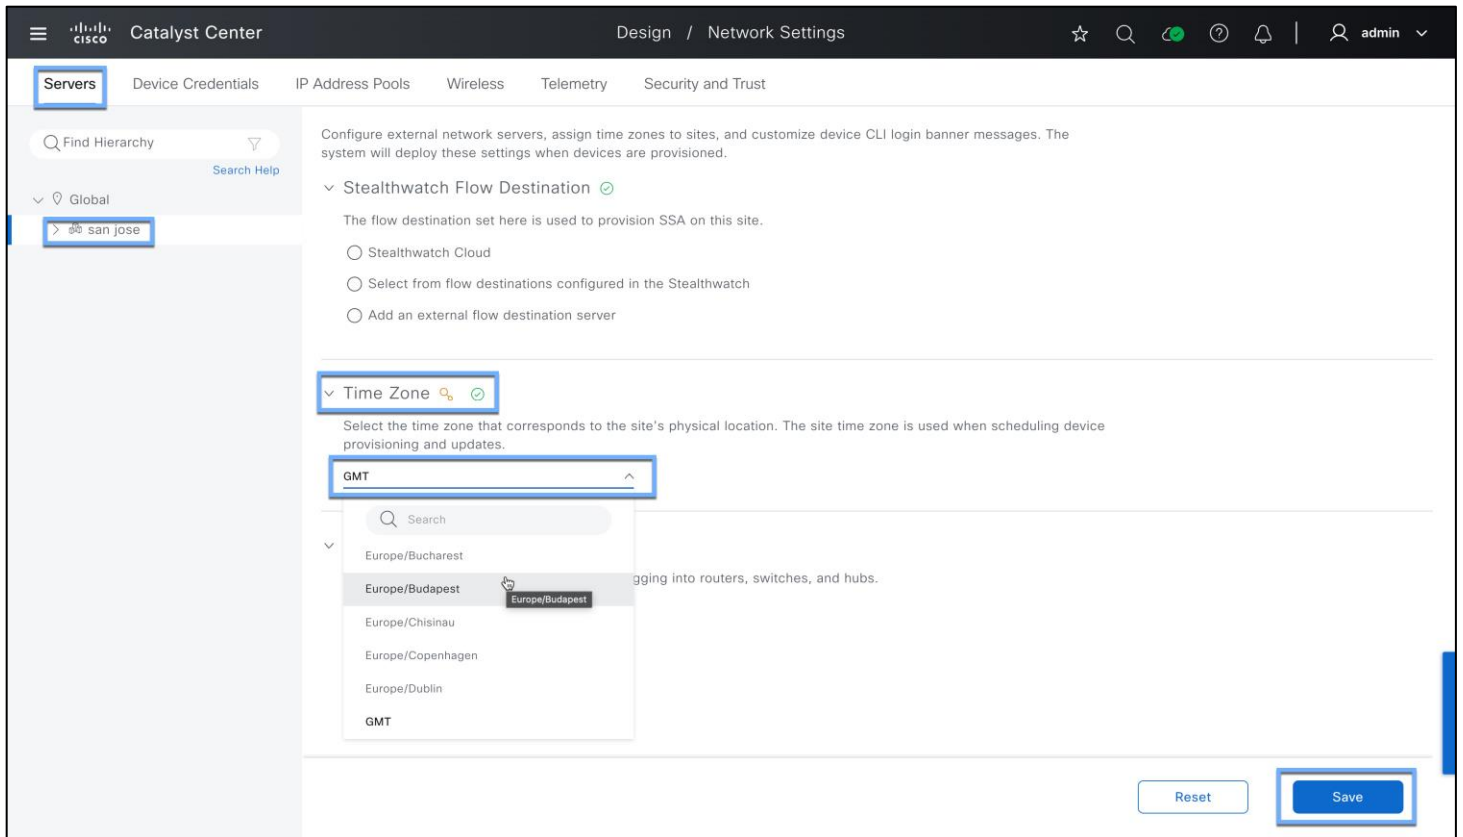 cisco Catalyst Center Design / Network Settings admin
Servers Device Credentials IP Address Pools Wireless Telemetry Security and Trust
Find Hierarchy
Search Help
Global
san jose
Configure external network servers, assign time zones to sites, and customize device CLI login banner messages. The
system will deploy these settings when devices are provisioned.
Stealthwatch Flow Destination
The flow destination set here is used to provision SSA on this site.
Stealthwatch Cloud
Select from flow destinations configured in the Stealthwatch
Add an external flow destination server
Time Zone
Select the time zone that corresponds to the site's physical location. The site time zone is used when scheduling device
provisioning and updates.
GMT
Search
Europe/Bucharest
gging into routers, switches, and hubs.
Europe/Budapest
Europe/Budapest
Europe/Chisinau
Europe/Copenhagen
Europe/Dublin
GMT
Reset Save